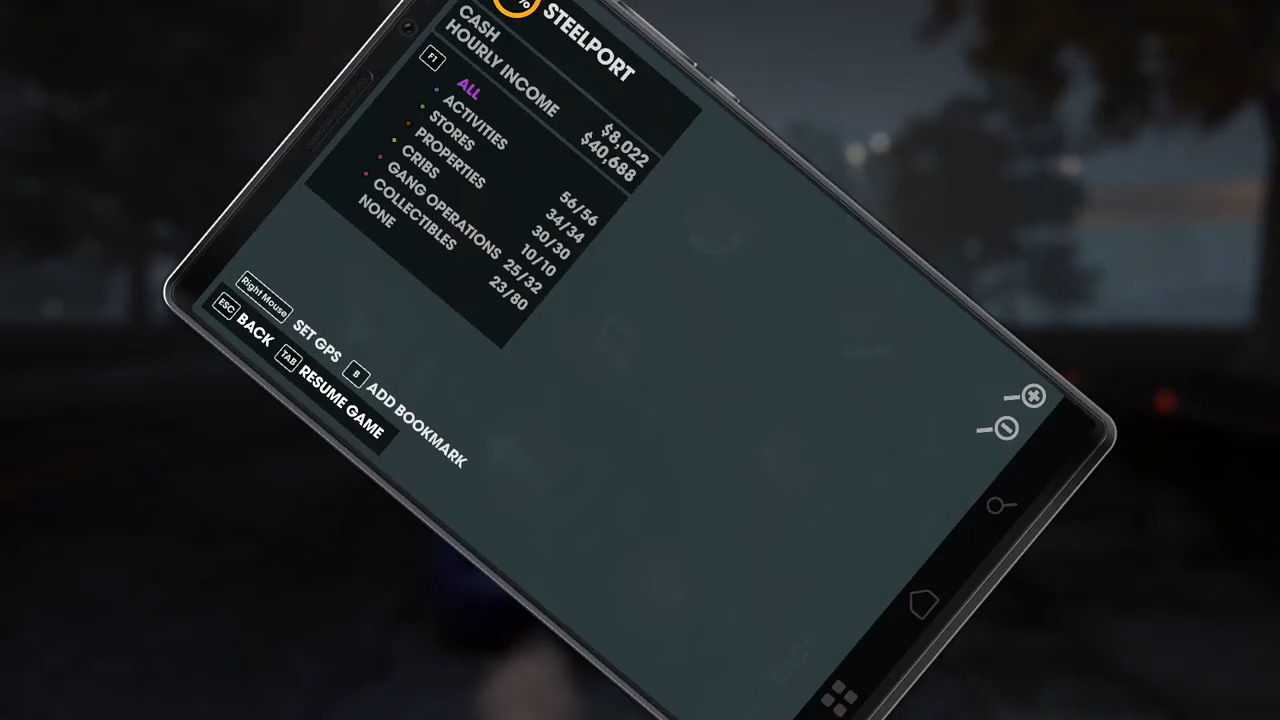 STEELPORT
CASH $8,022
HOURLY INCOME $40,688
F1
ALL
ACTIVITIES 56/56
STORES 34/34
PROPERTIES 30/30
CRIBS 10/10
GANG OPERATIONS 25/32
COLLECTIBLES 23/80
NONE
Right Mouse SET GPS B ADD BOOKMARK
ESC BACK TAB RESUME GAME